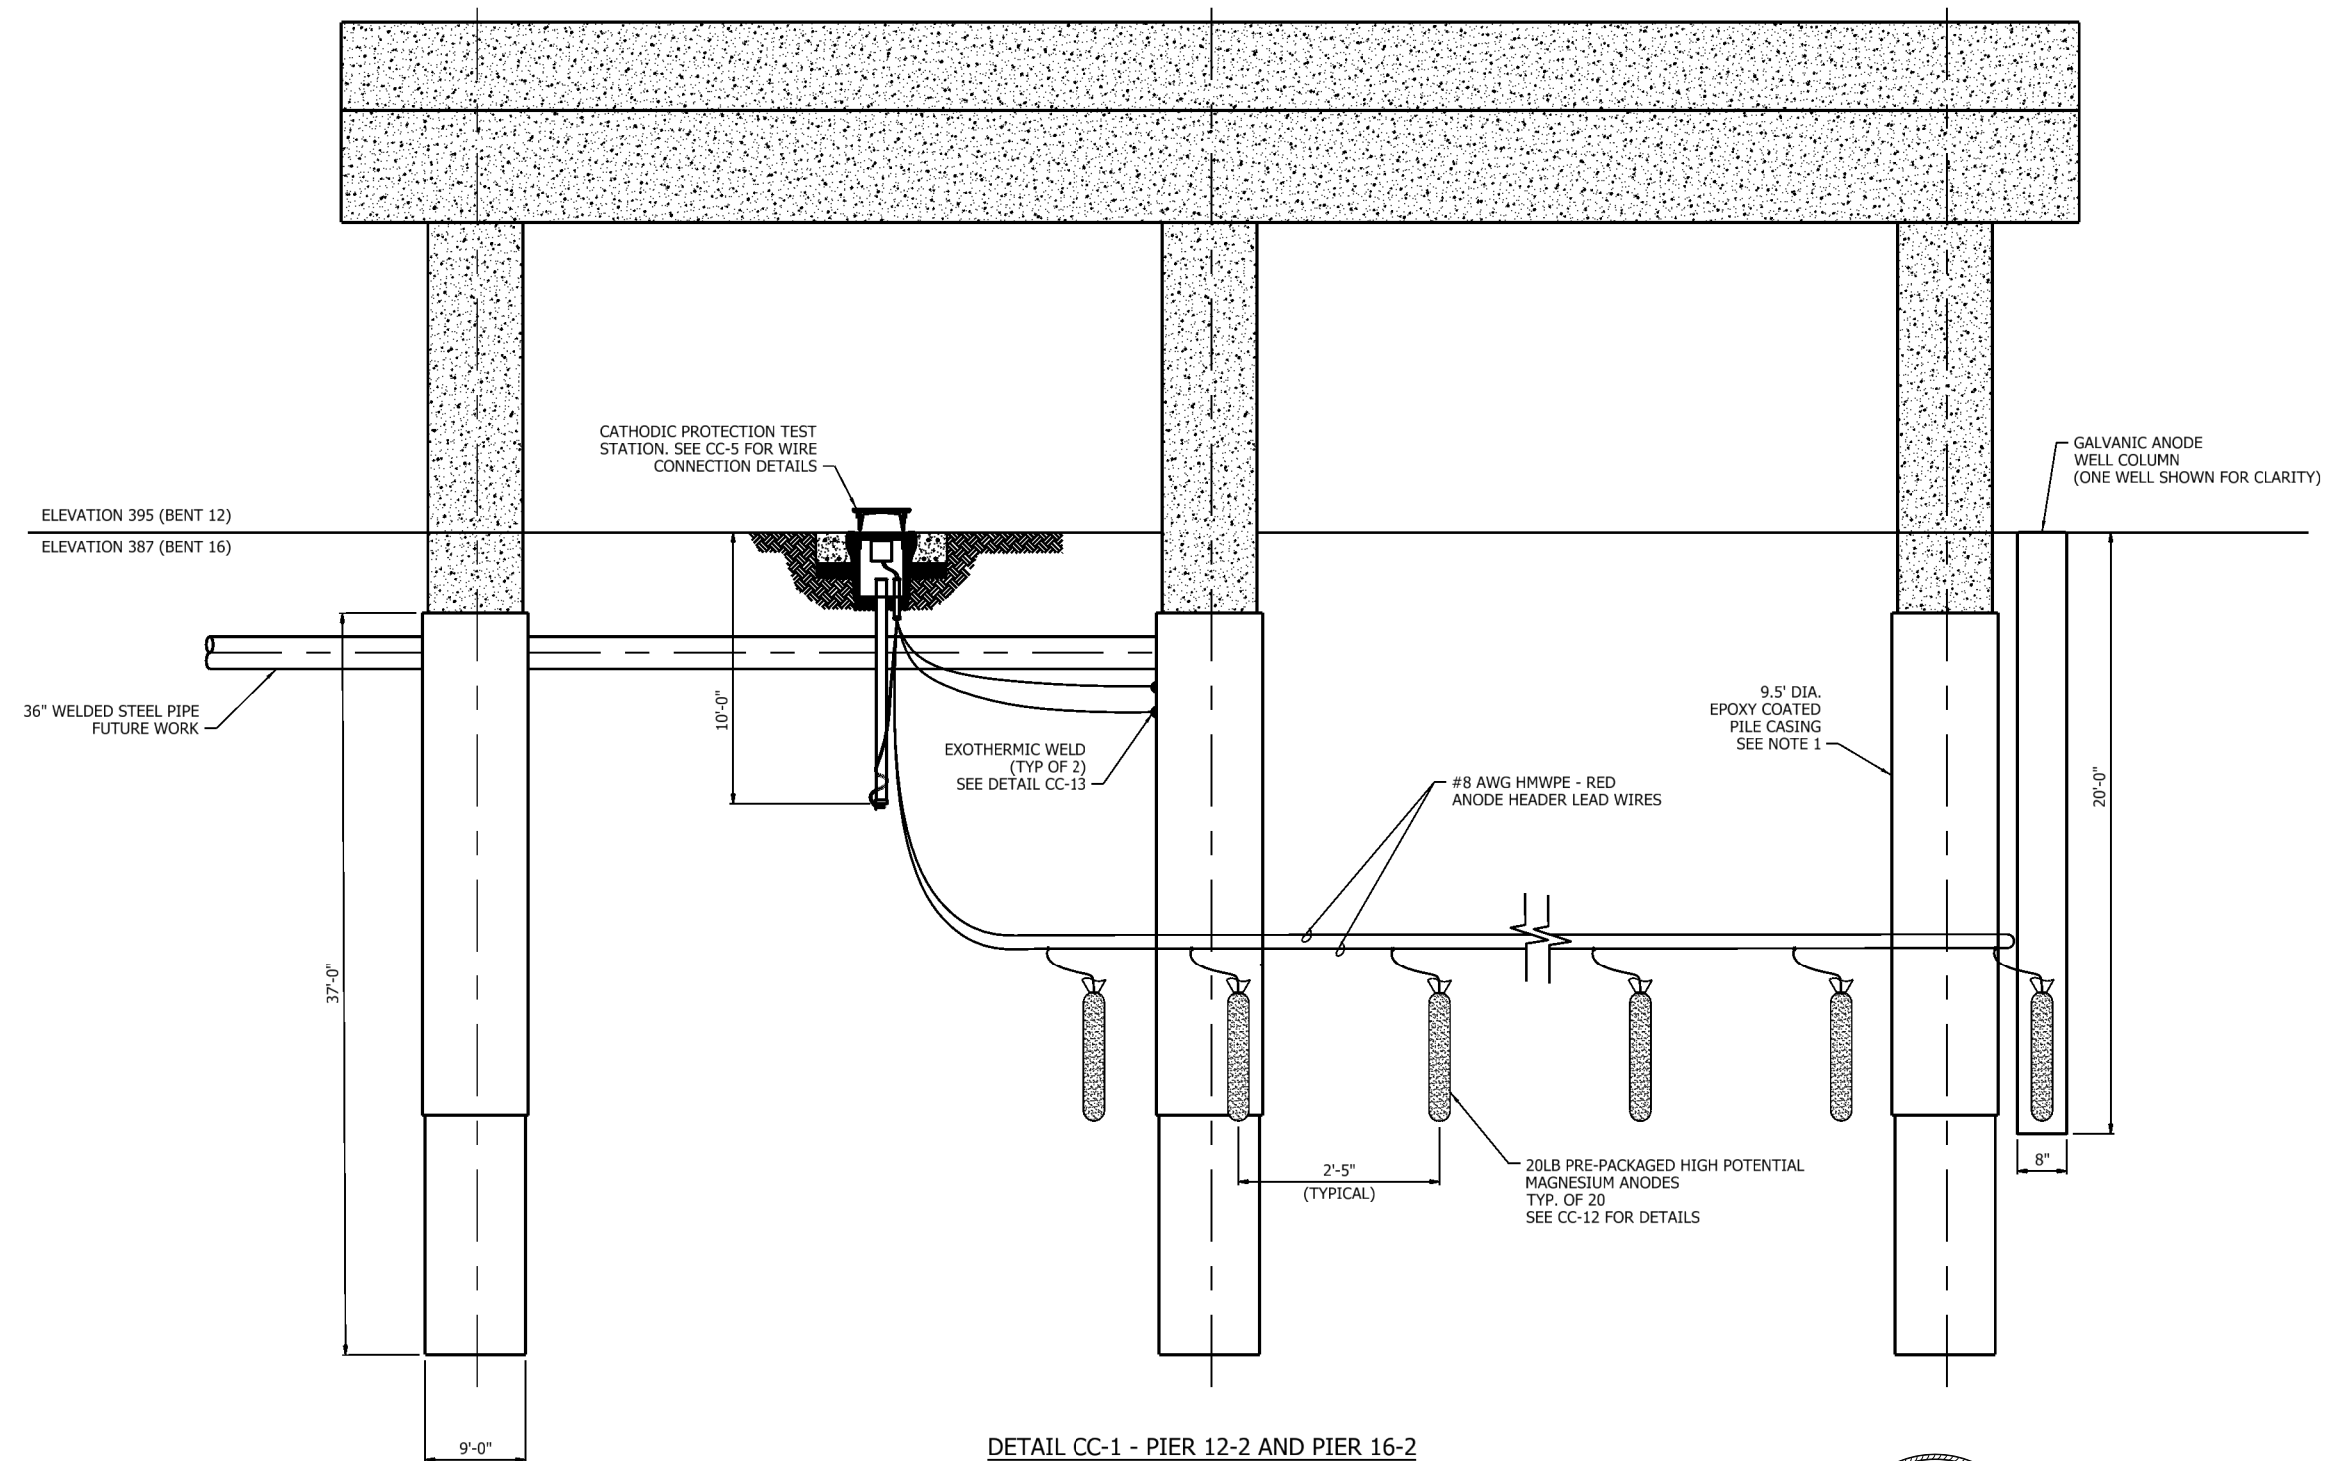 CATHODIC PROTECTION TEST
STATION. SEE CC-5 FOR WIRE
CONNECTION DETAILS
GALVANIC ANODE
WELL COLUMN
(ONE WELL SHOWN FOR CLARITY)
ELEVATION 395 (BENT 12)
ELEVATION 387 (BENT 16)
36" WELDED STEEL PIPE
FUTURE WORK
10'-0"
9.5' DIA.
EPOXY COATED
PILE CASING
SEE NOTE 1
EXOTHERMIC WELD
(TYP OF 2)
SEE DETAIL CC-13
#8 AWG HMWPE - RED
ANODE HEADER LEAD WIRES
20'-0"
37'-0"
2'-5"
(TYPICAL)
20LB PRE-PACKAGED HIGH POTENTIAL
MAGNESIUM ANODES
TYP. OF 20
SEE CC-12 FOR DETAILS
8"
9'-0"
DETAIL CC-1 - PIER 12-2 AND PIER 16-2